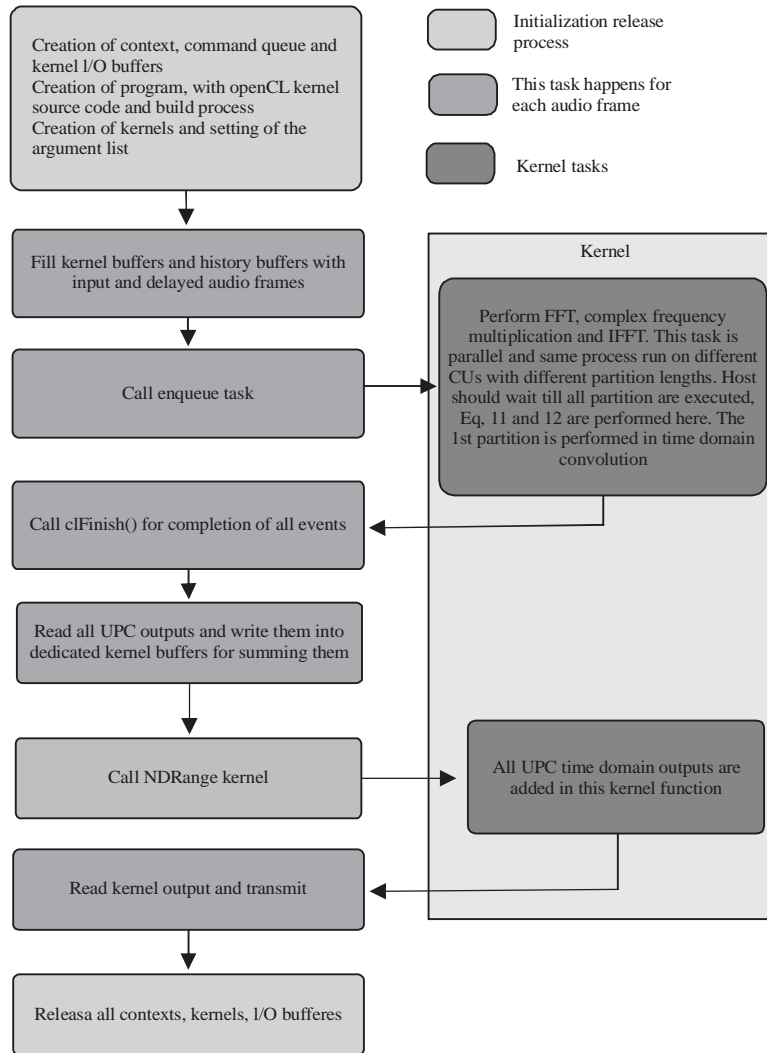 Creation of context, command queue and
kernel I/O buffers
Creation of program, with openCL kernel
source code and build process
Creation of kernels and setting of the
argument list
Initialization release
process
This task happens for
each audio frame
Kernel tasks
Fill kernel buffers and history buffers with
input and delayed audio frames
Call enqueue task
Kernel
Perform FFT, complex frequency
multiplication and IFFT. This task is
parallel and same process run on different
CUs with different partition lengths. Host
should wait till all partition are executed,
Eq, 11 and 12 are performed here. The
1st partition is performed in time domain
convolution
Call clFinish() for completion of all events
Read all UPC outputs and write them into
dedicated kernel buffers for summing them
Call NDRange kernel
All UPC time domain outputs are
added in this kernel function
Read kernel output and transmit
Releasa all contexts, kernels, I/O bufferes